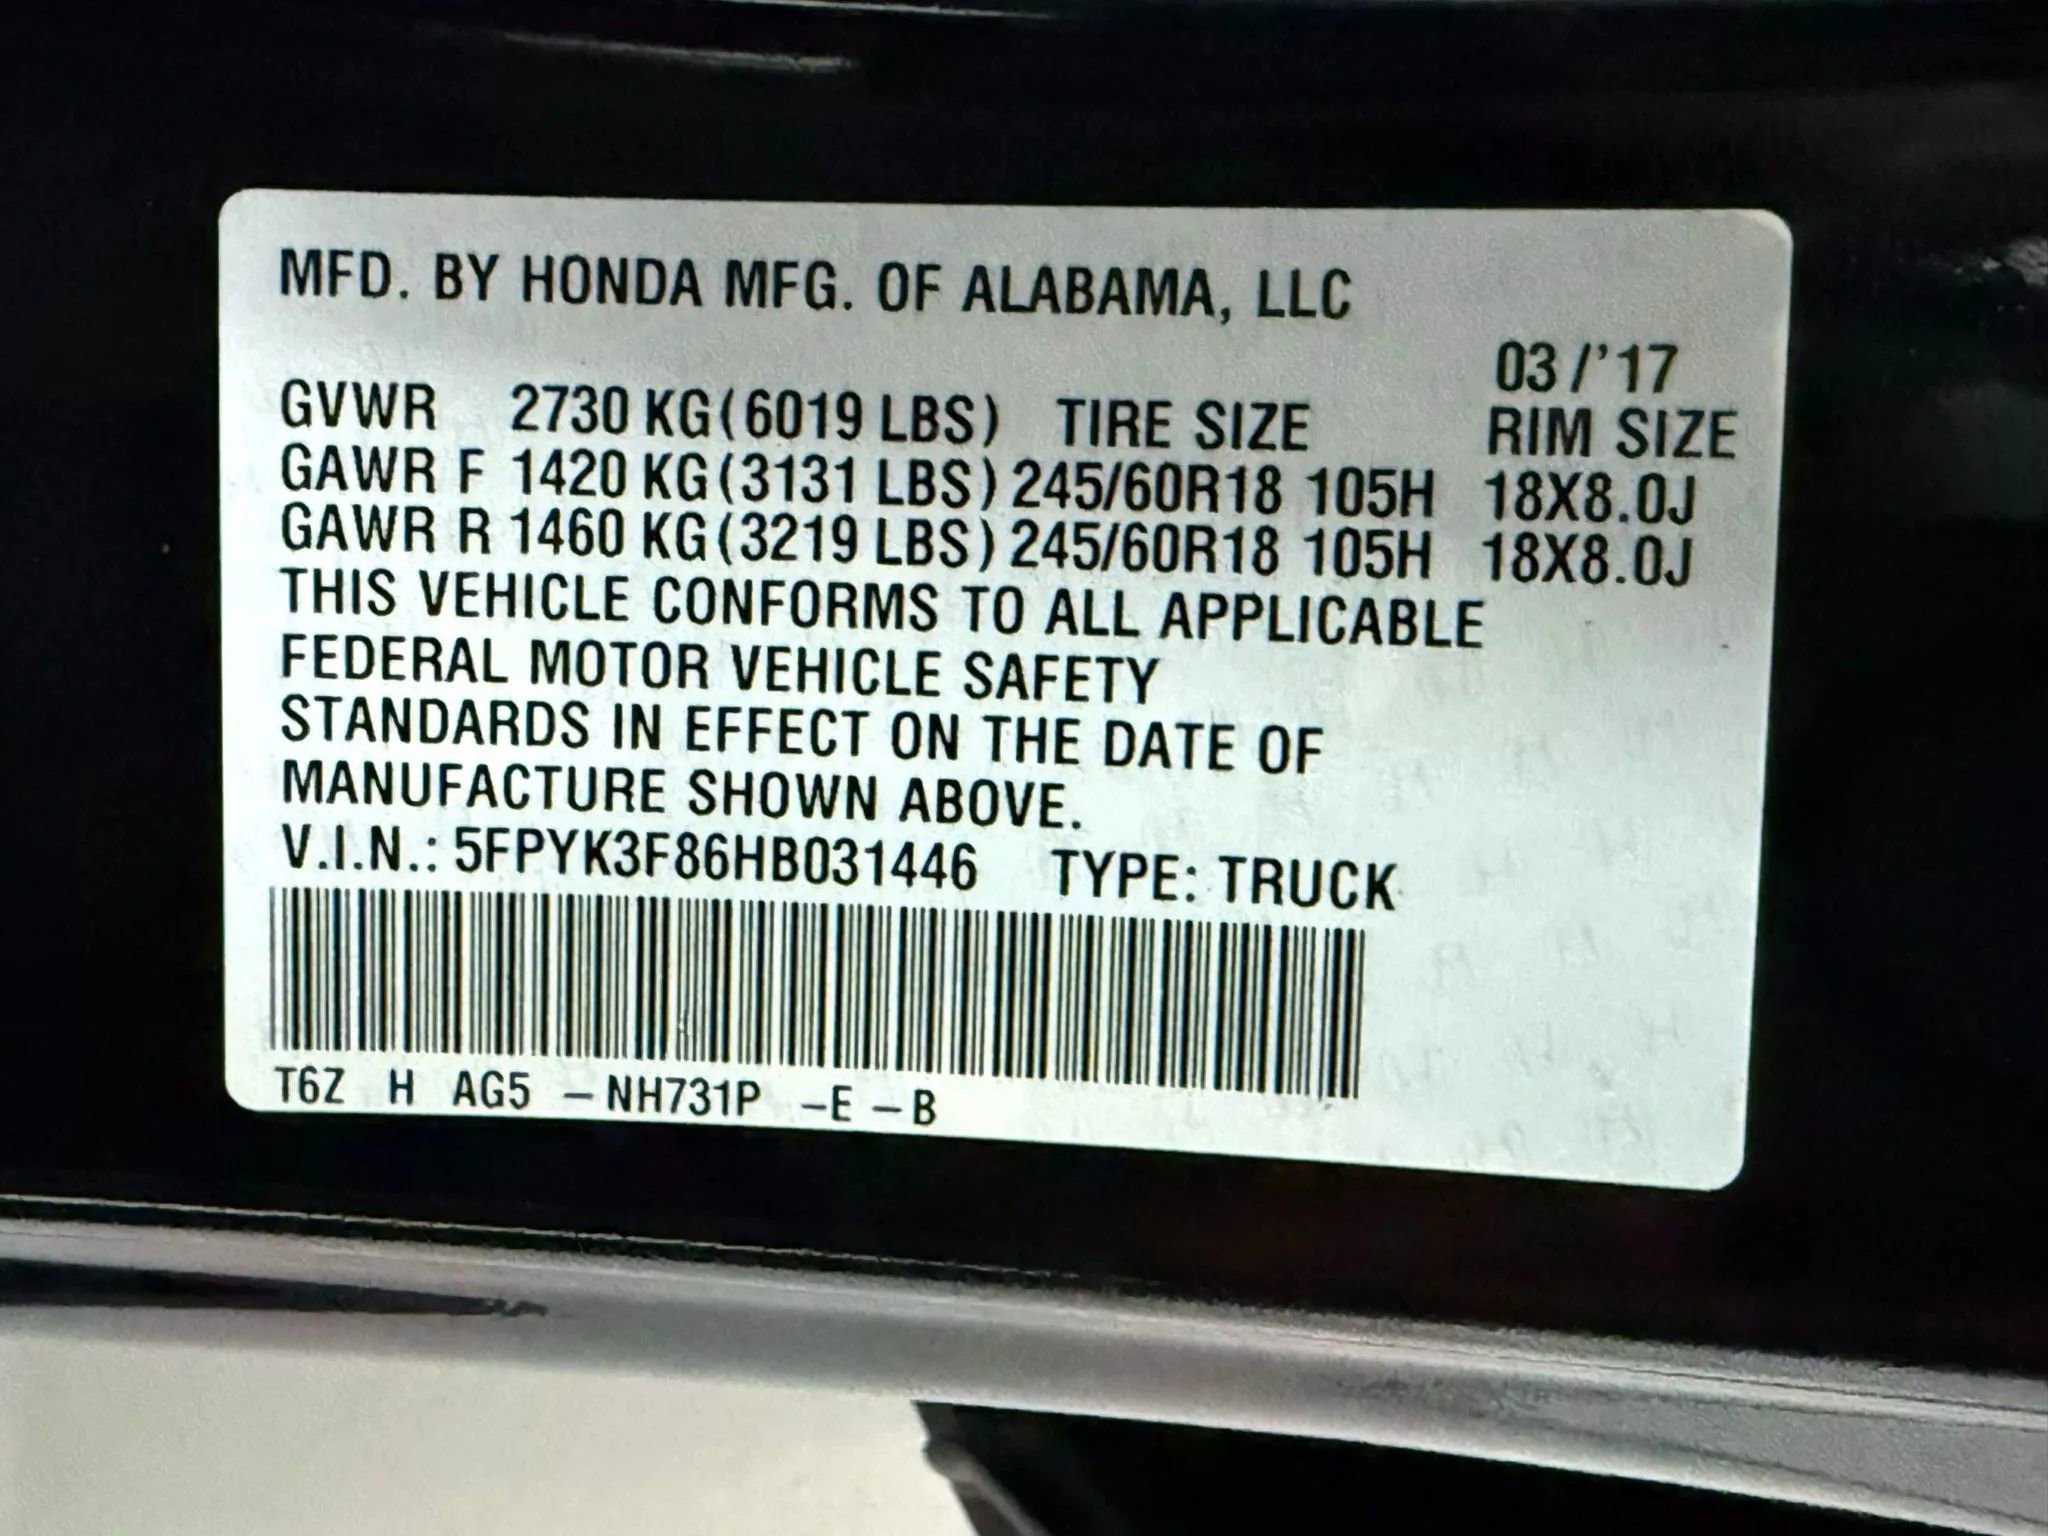 MFD. BY HONDA MFG. OF ALABAMA, LLC
03/'17
GVWR 2730 KG(6019 LBS) TIRE SIZE RIM SIZE
GAWR F 1420 KG(3131 LBS) 245/60R18 105H 18X8.0J
GAWR R 1460 KG(3219 LBS) 245/60R18 105H 18X8.0J
THIS VEHICLE CONFORMS TO ALL APPLICABLE
FEDERAL MOTOR VEHICLE SAFETY
STANDARDS IN EFFECT ON THE DATE OF
MANUFACTURE SHOWN ABOVE.
V.I.N.: 5FPYK3F86HB031446 TYPE: TRUCK
T6Z H AG5 – NH731P –E –B